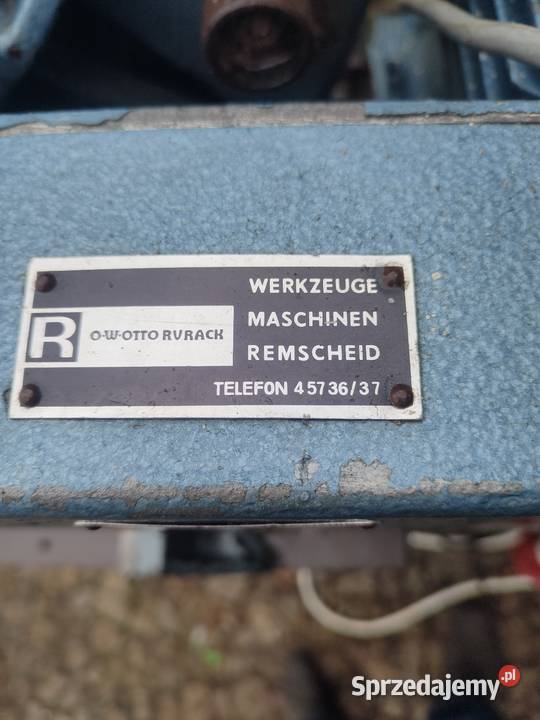 WERKZEUGE
MASCHINEN
REMSCHEID
TELEFON 45736/37
R O·W·OTTO RVRACK
Sprzedajemy.pl